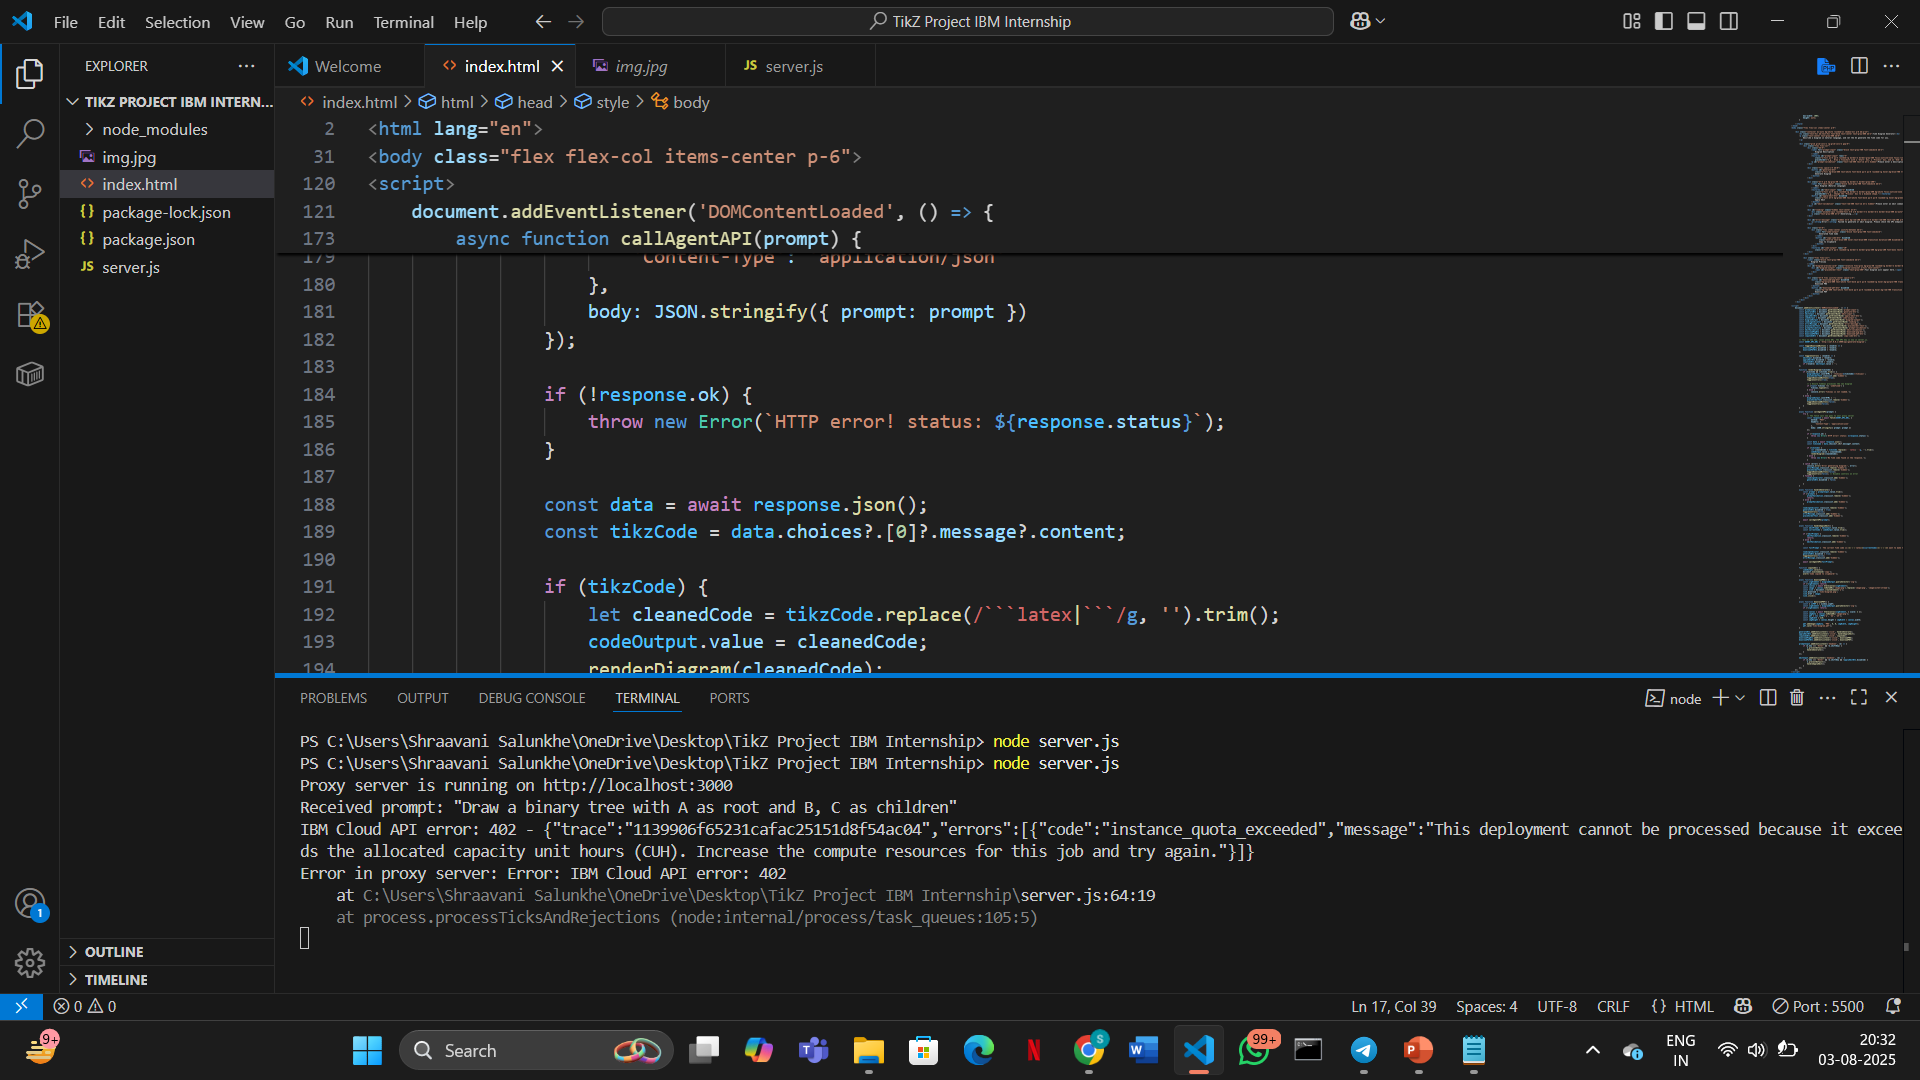 File Edit Selection View Go Run Terminal Help
TikZ Project IBM Internship
EXPLORER
Welcome
index.html
img.jpg
JS server.js
TIKZ PROJECT IBM INTERN...
node_modules
img.jpg
index.html
{} package-lock.json
{} package.json
JS server.js
OUTLINE
TIMELINE
index.html > html > head > style > body
2 <html lang="en">
31 <body class="flex flex-col items-center p-6">
120 <script>
121 document.addEventListener('DOMContentLoaded', () => {
173 async function callAgentAPI(prompt) {
179 'Content-Type': 'application/json'
180 },
181 body: JSON.stringify({ prompt: prompt })
182 });
183
184 if (!response.ok) {
185 throw new Error(`HTTP error! status: ${response.status}`);
186 }
187
188 const data = await response.json();
189 const tikzCode = data.choices?.[0]?.message?.content;
190
191 if (tikzCode) {
192 let cleanedCode = tikzCode.replace(/```latex|```/g, '').trim();
193 codeOutput.value = cleanedCode;
194 renderDiagram(cleanedCode);
PROBLEMS OUTPUT DEBUG CONSOLE TERMINAL PORTS
node
PS C:\Users\Shraavani Salunkhe\OneDrive\Desktop\TikZ Project IBM Internship> node server.js
PS C:\Users\Shraavani Salunkhe\OneDrive\Desktop\TikZ Project IBM Internship> node server.js
Proxy server is running on http://localhost:3000
Received prompt: "Draw a binary tree with A as root and B, C as children"
IBM Cloud API error: 402 - {"trace":"1139906f65231cafac25151d8f54ac04","errors":[{"code":"instance_quota_exceeded","message":"This deployment cannot be processed because it excee
ds the allocated capacity unit hours (CUH). Increase the compute resources for this job and try again."}]}
Error in proxy server: Error: IBM Cloud API error: 402
at C:\Users\Shraavani Salunkhe\OneDrive\Desktop\TikZ Project IBM Internship\server.js:64:19
at process.processTicksAndRejections (node:internal/process/task_queues:105:5)
1
0 0
Ln 17, Col 39 Spaces: 4 UTF-8 CRLF {} HTML Port : 5500
9+
Search
S
99+
ENG
IN
20:32
03-08-2025